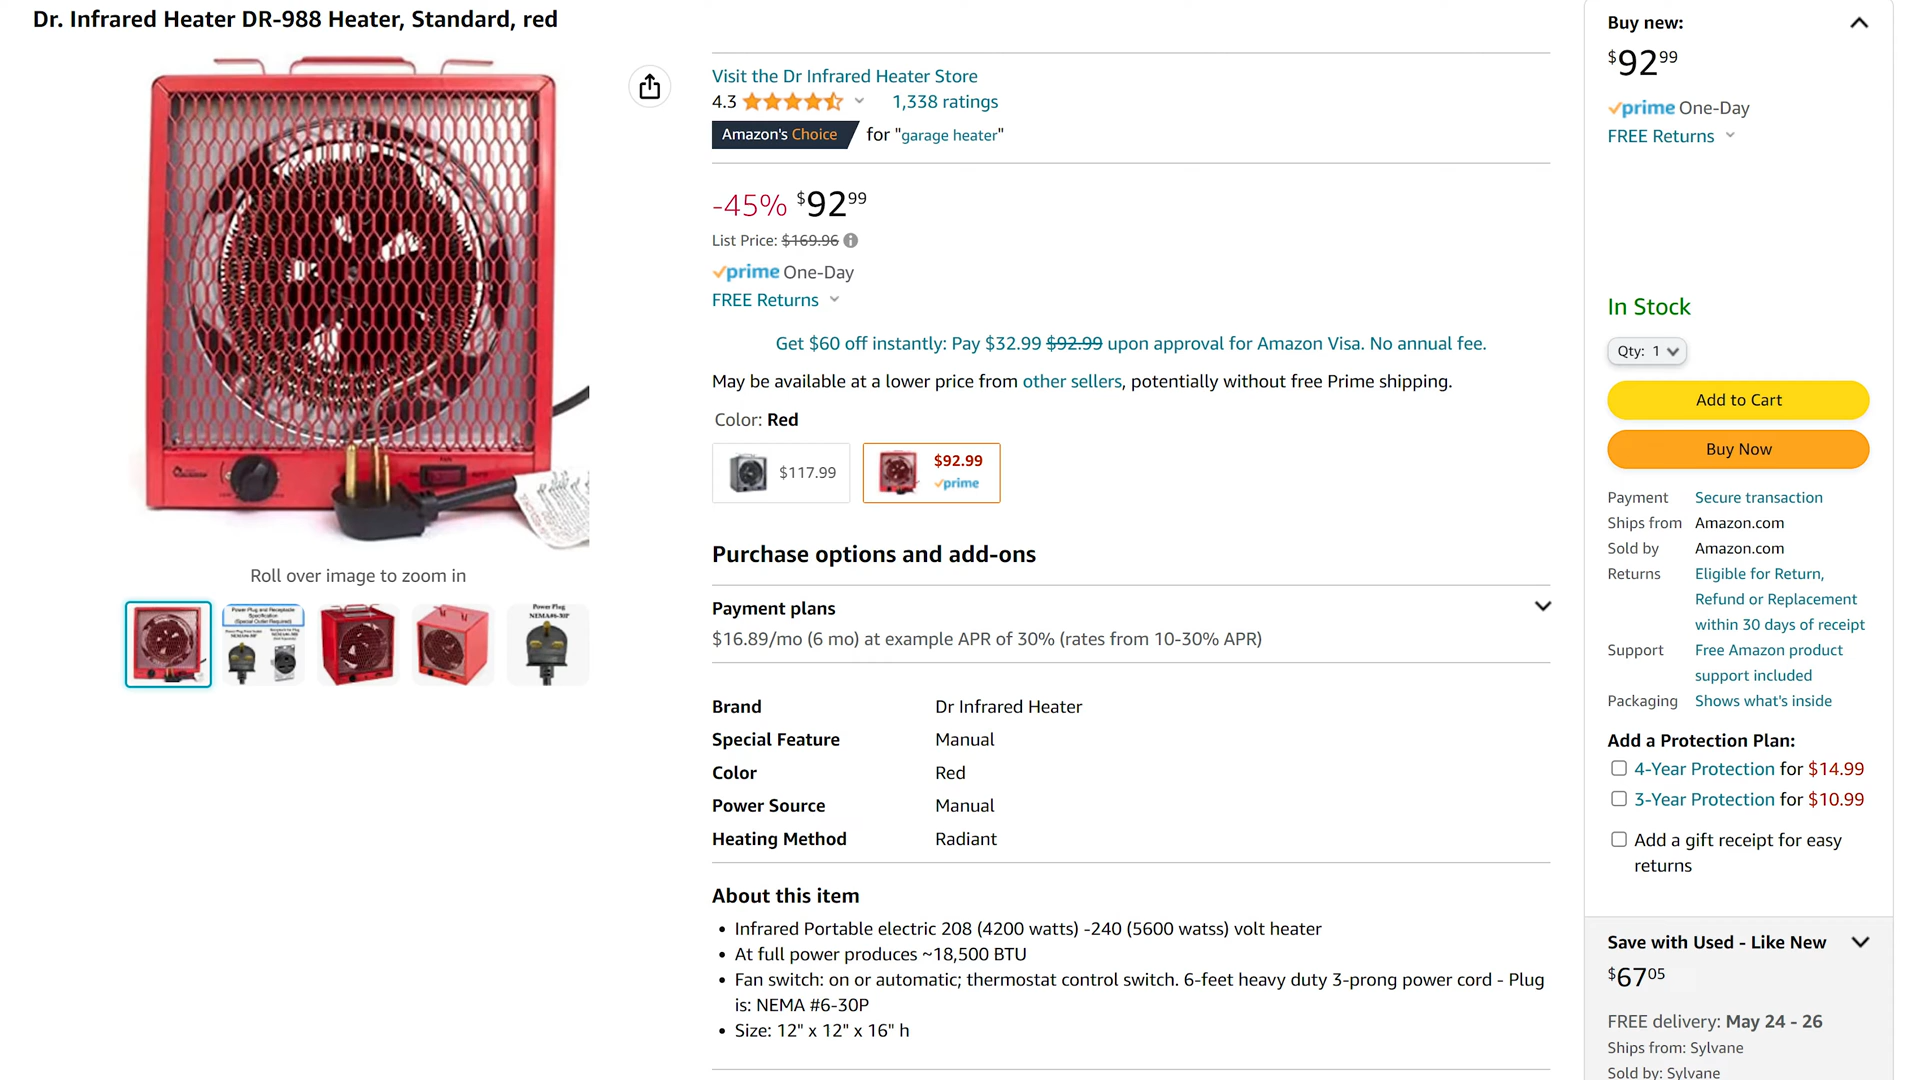 Dr. Infrared Heater DR-988 Heater, Standard, red
Roll over image to zoom in
Power Plug and Receptacle
Specification
(Special Outlet Required)
Power Plug
NEMA#6-30P
Visit the Dr Infrared Heater Store
4.3 1,338 ratings
Amazon's Choice for "garage heater"
-45% $92 99
List Price: $169.96
prime One-Day
FREE Returns
Get $60 off instantly: Pay $32.99 $92.99 upon approval for Amazon Visa. No annual fee.
May be available at a lower price from other sellers, potentially without free Prime shipping.
Color: Red
$117.99
$92.99
prime
Purchase options and add-ons
Payment plans
$16.89/mo (6 mo) at example APR of 30% (rates from 10-30% APR)
Brand Dr Infrared Heater
Special Feature Manual
Color Red
Power Source Manual
Heating Method Radiant
About this item
• Infrared Portable electric 208 (4200 watts) -240 (5600 watss) volt heater
• At full power produces ~18,500 BTU
• Fan switch: on or automatic; thermostat control switch. 6-feet heavy duty 3-prong power cord - Plug
is: NEMA #6-30P
• Size: 12" x 12" x 16" h
Buy new:
$92 99
prime One-Day
FREE Returns
In Stock
Qty: 1
Add to Cart
Buy Now
Payment Secure transaction
Ships from Amazon.com
Sold by Amazon.com
Returns Eligible for Return,
Refund or Replacement
within 30 days of receipt
Support Free Amazon product
support included
Packaging Shows what's inside
Add a Protection Plan:
4-Year Protection for $14.99
3-Year Protection for $10.99
Add a gift receipt for easy
returns
Save with Used - Like New
$67 05
FREE delivery: May 24 - 26
Ships from: Sylvane
Sold by: Sylvane